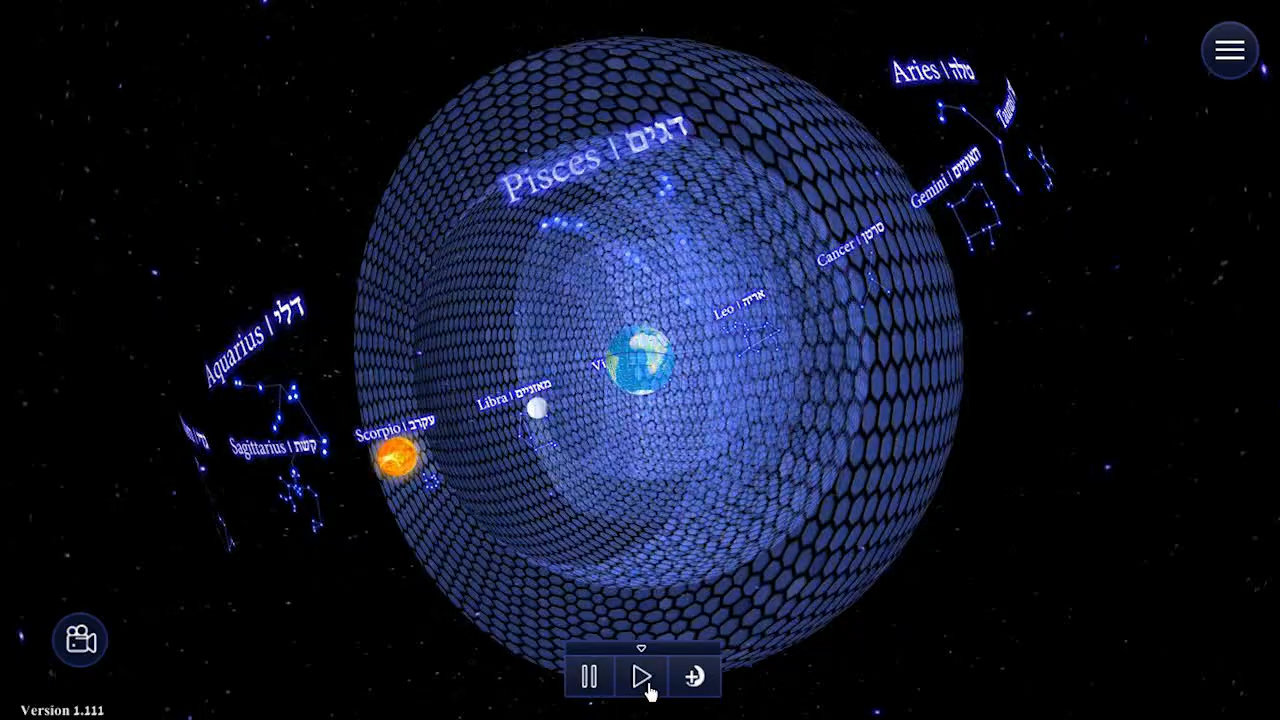 Aries | טלה
Pisces | דגים
Gemini | תאומים
Cancer | סרטן
Leo | אריה
Aquarius | דלי
Libra | מאזניים
Scorpio | עקרב
Sagittarius | קשת
Version 1.111